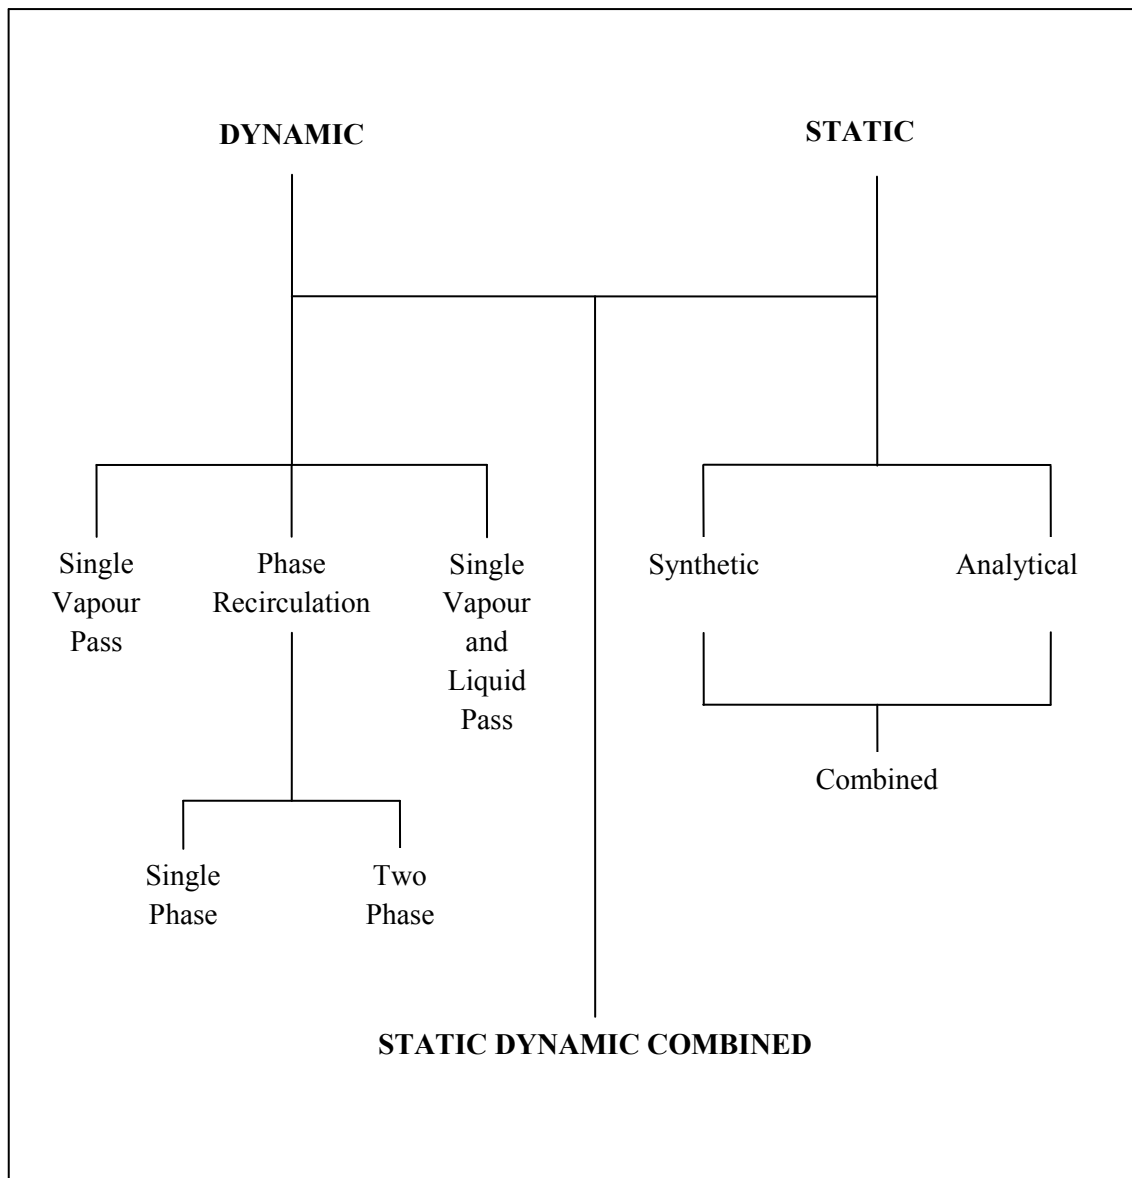 DYNAMIC
STATIC
Single
Vapour
Pass
Phase
Recirculation
Single
Vapour
and
Liquid
Pass
Synthetic
Analytical
Combined
Single
Phase
Two
Phase
STATIC DYNAMIC COMBINED